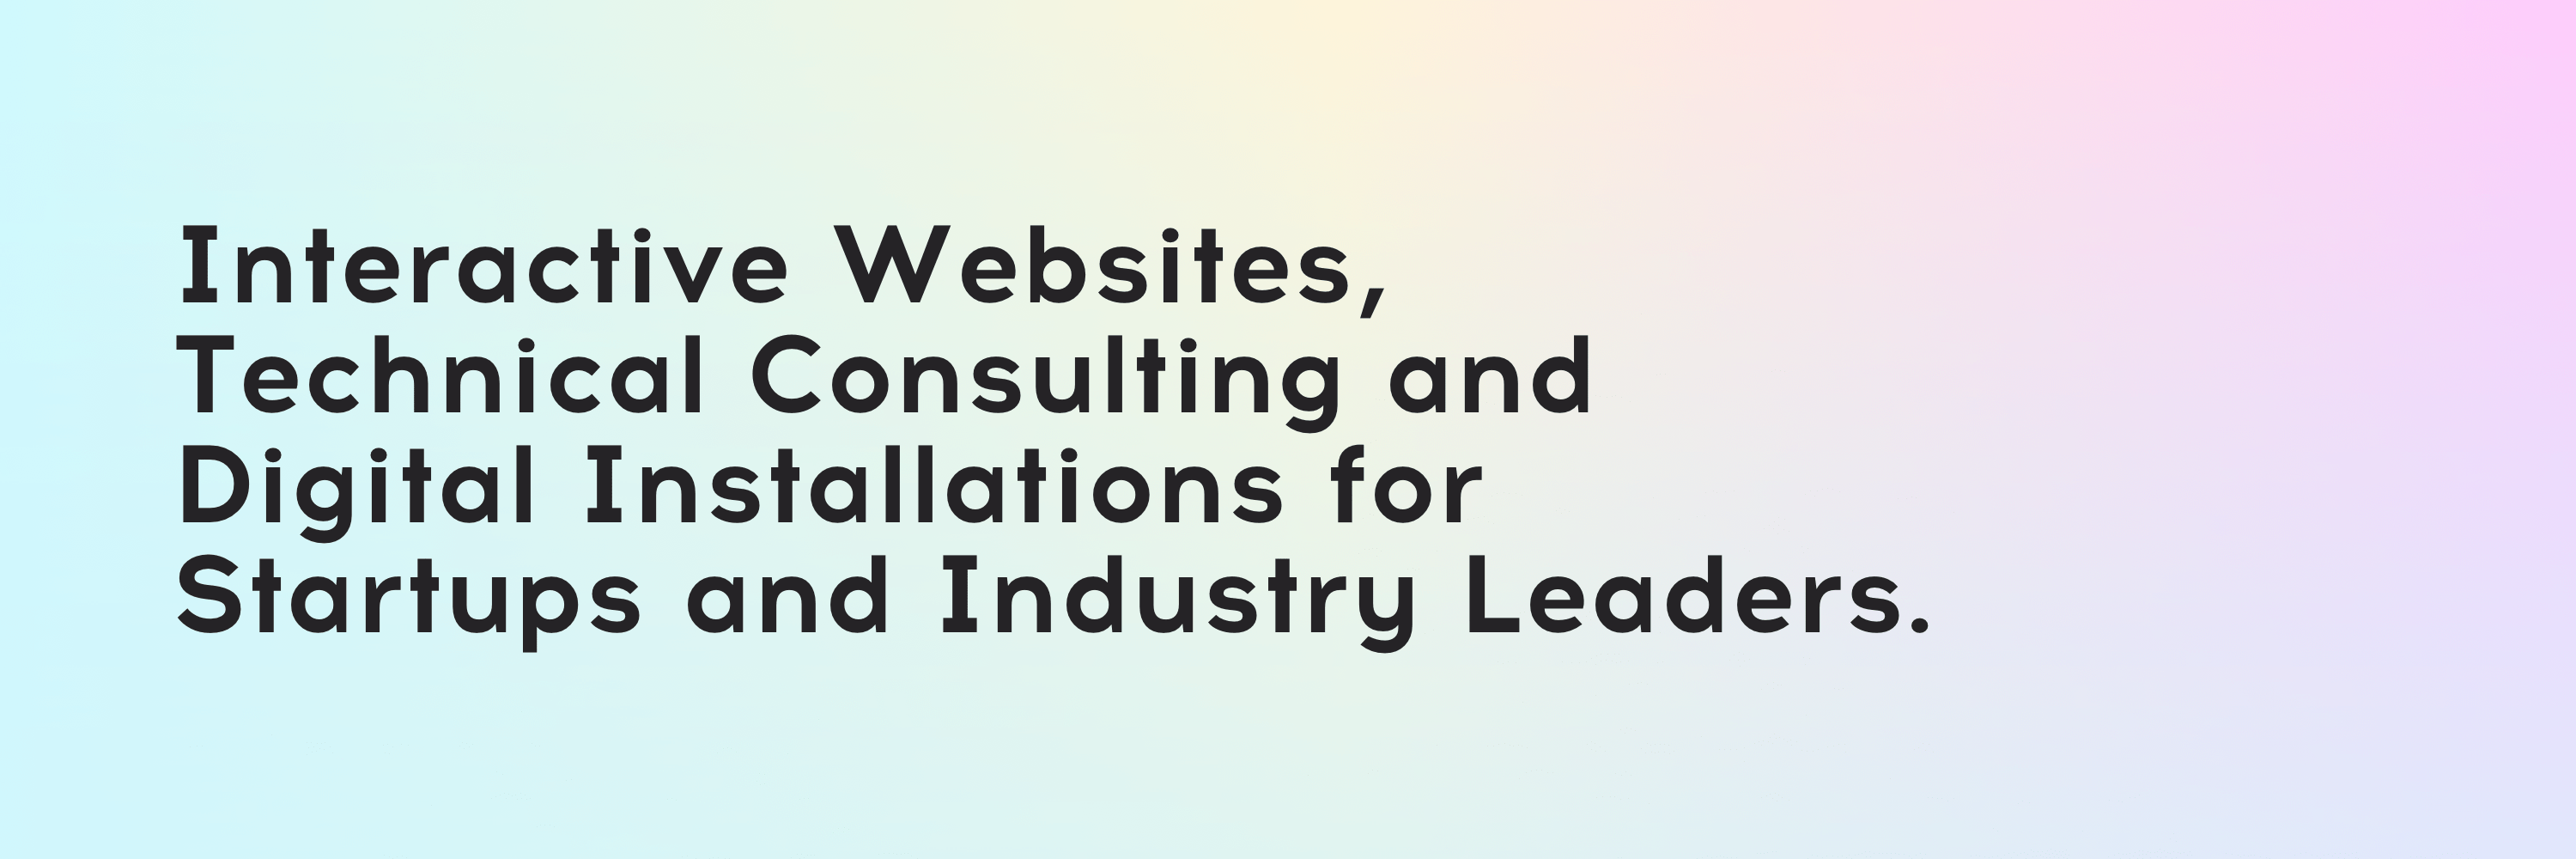 Interactive Websites,
Technical Consulting and
Digital Installations for
Startups and Industry Leaders.